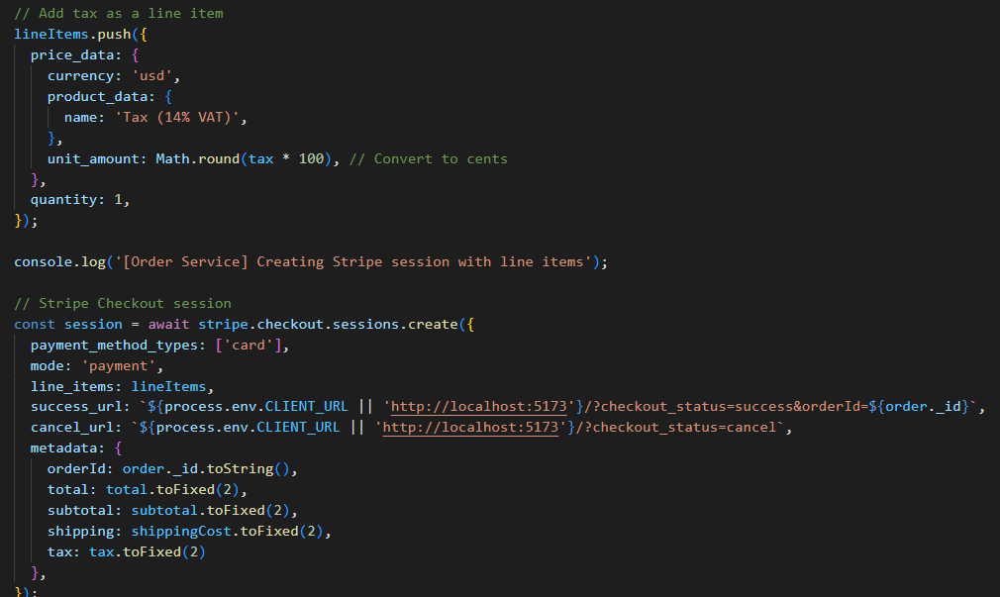 // Add tax as a line item
lineItems.push({
  price_data: {
    currency: 'usd',
    product_data: {
      name: 'Tax (14% VAT)',
    },
    unit_amount: Math.round(tax * 100), // Convert to cents
  },
  quantity: 1,
});

console.log('[Order Service] Creating Stripe session with line items');

// Stripe Checkout session
const session = await stripe.checkout.sessions.create({
  payment_method_types: ['card'],
  mode: 'payment',
  line_items: lineItems,
  success_url: `${process.env.CLIENT_URL || 'http://localhost:5173'}/?checkout_status=success&orderId=${order._id}`,
  cancel_url: `${process.env.CLIENT_URL || 'http://localhost:5173'}/?checkout_status=cancel`,
  metadata: {
    orderId: order._id.toString(),
    total: total.toFixed(2),
    subtotal: subtotal.toFixed(2),
    shipping: shippingCost.toFixed(2),
    tax: tax.toFixed(2)
  },
});